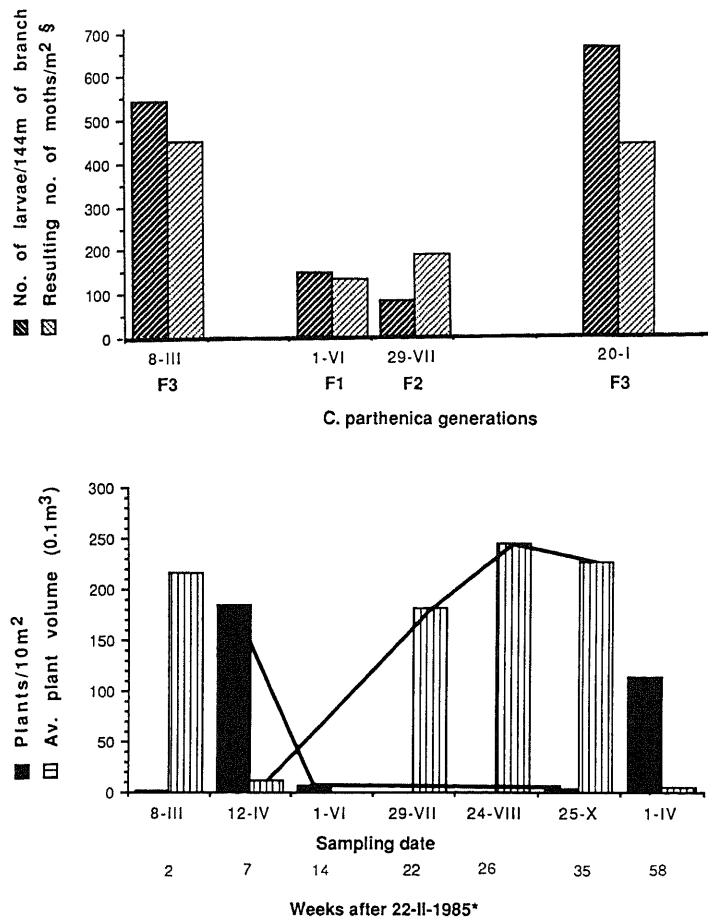 No. of larvae/144m of branch
Resulting no. of moths/m² §
700
600
500
400
300
200
100
0
8-III 1-VI 29-VII 20-I
F3 F1 F2 F3
C. parthenica generations
Plants/10m²
Av. plant volume (0.1m³)
300
250
200
150
100
50
0
8-III 12-IV 1-VI 29-VII 24-VIII 25-X 1-IV
Sampling date
2 7 14 22 26 35 58
Weeks after 22-II-1985*